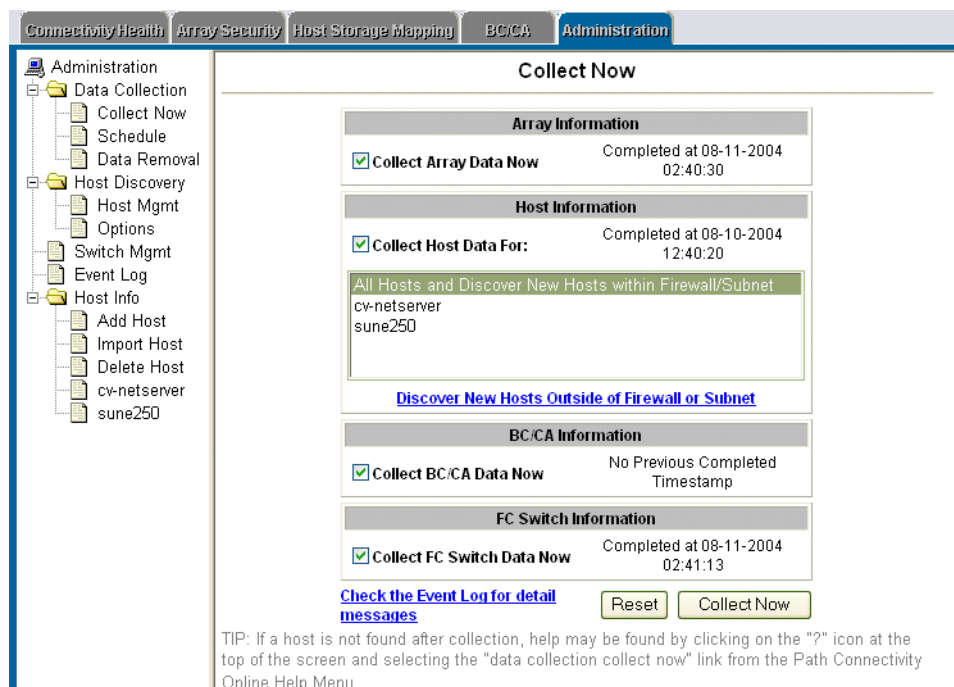 Connectivity Health Array Security Host Storage Mapping BC/CA Administration
Administration
Data Collection
Collect Now
Schedule
Data Removal
Host Discovery
Host Mgmt
Options
Switch Mgmt
Event Log
Host Info
Add Host
Import Host
Delete Host
cv-netserver
sune250
Collect Now
Array Information
Collect Array Data Now
Completed at 08-11-2004
02:40:30
Host Information
Collect Host Data For:
Completed at 08-10-2004
12:40:20
All Hosts and Discover New Hosts within Firewall/Subnet
cv-netserver
sune250
Discover New Hosts Outside of Firewall or Subnet
BC/CA Information
Collect BC/CA Data Now
No Previous Completed
Timestamp
FC Switch Information
Collect FC Switch Data Now
Completed at 08-11-2004
02:41:13
Check the Event Log for detail
messages
Reset
Collect Now
TIP: If a host is not found after collection, help may be found by clicking on the "?" icon at the
top of the screen and selecting the "data collection collect now" link from the Path Connectivity
Online Help Menu